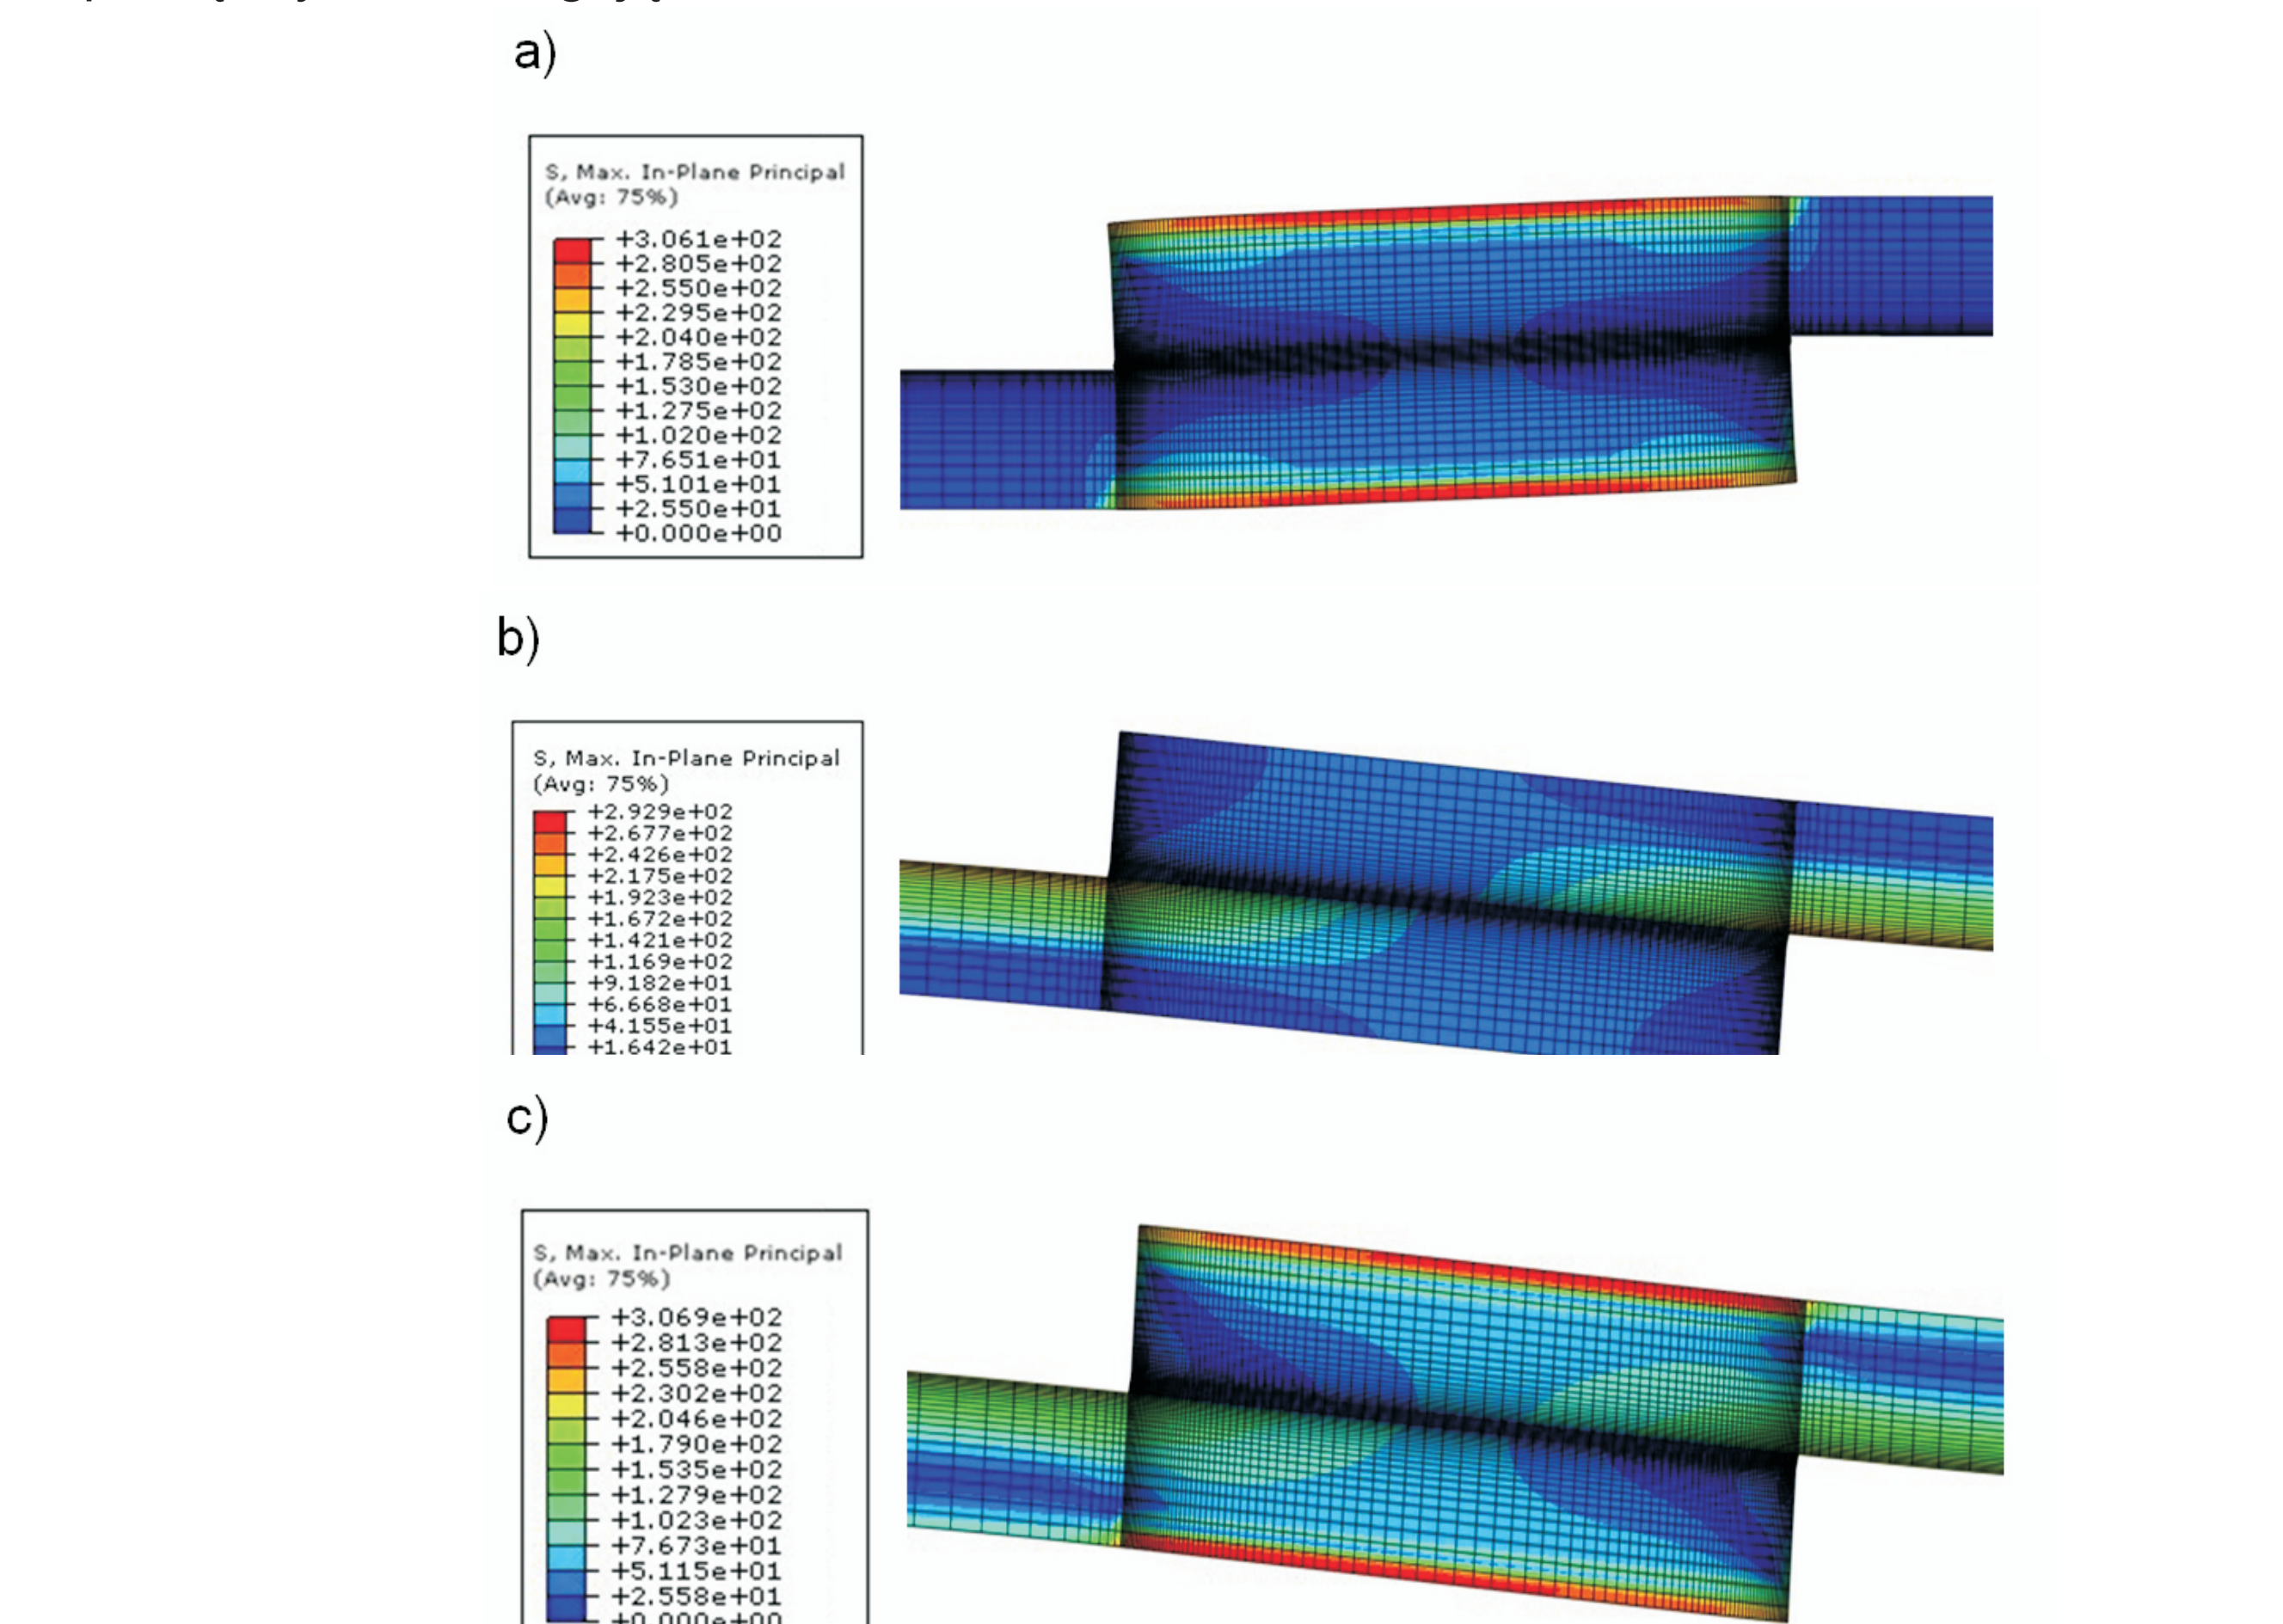 a)
S, Max. In-Plane Principal
(Avg: 75%)
+3.061e+02
+2.805e+02
+2.550e+02
+2.295e+02
+2.040e+02
+1.785e+02
+1.530e+02
+1.275e+02
+1.020e+02
+7.651e+01
+5.101e+01
+2.550e+01
+0.000e+00
b)
S, Max. In-Plane Principal
(Avg: 75%)
+2.929e+02
+2.677e+02
+2.426e+02
+2.175e+02
+1.923e+02
+1.672e+02
+1.421e+02
+1.169e+02
+9.182e+01
+6.668e+01
+4.155e+01
+1.642e+01
c)
S, Max. In-Plane Principal
(Avg: 75%)
+3.069e+02
+2.813e+02
+2.558e+02
+2.302e+02
+2.046e+02
+1.790e+02
+1.535e+02
+1.279e+02
+1.023e+02
+7.673e+01
+5.115e+01
+2.558e+01
+0.000e+00